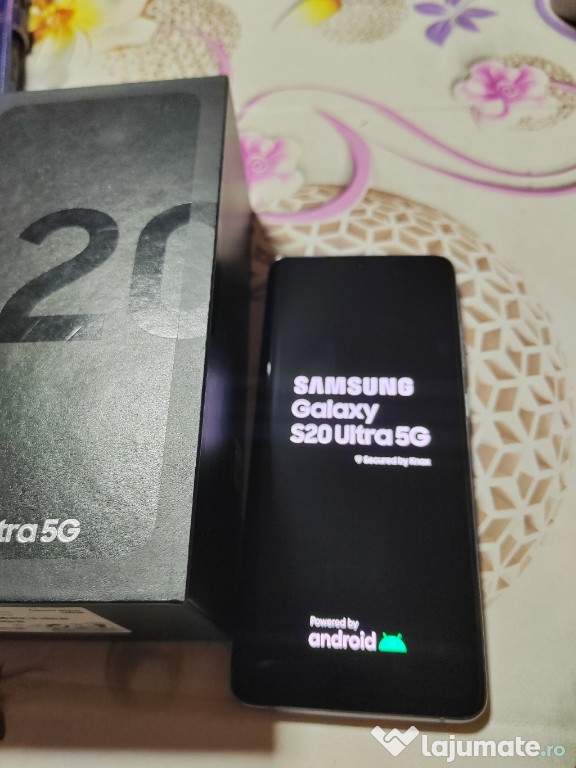 20
tra 5G
SAMSUNG
Galaxy
S20 Ultra 5G
Secured by Knox
Powered by
android
lajumate.ro